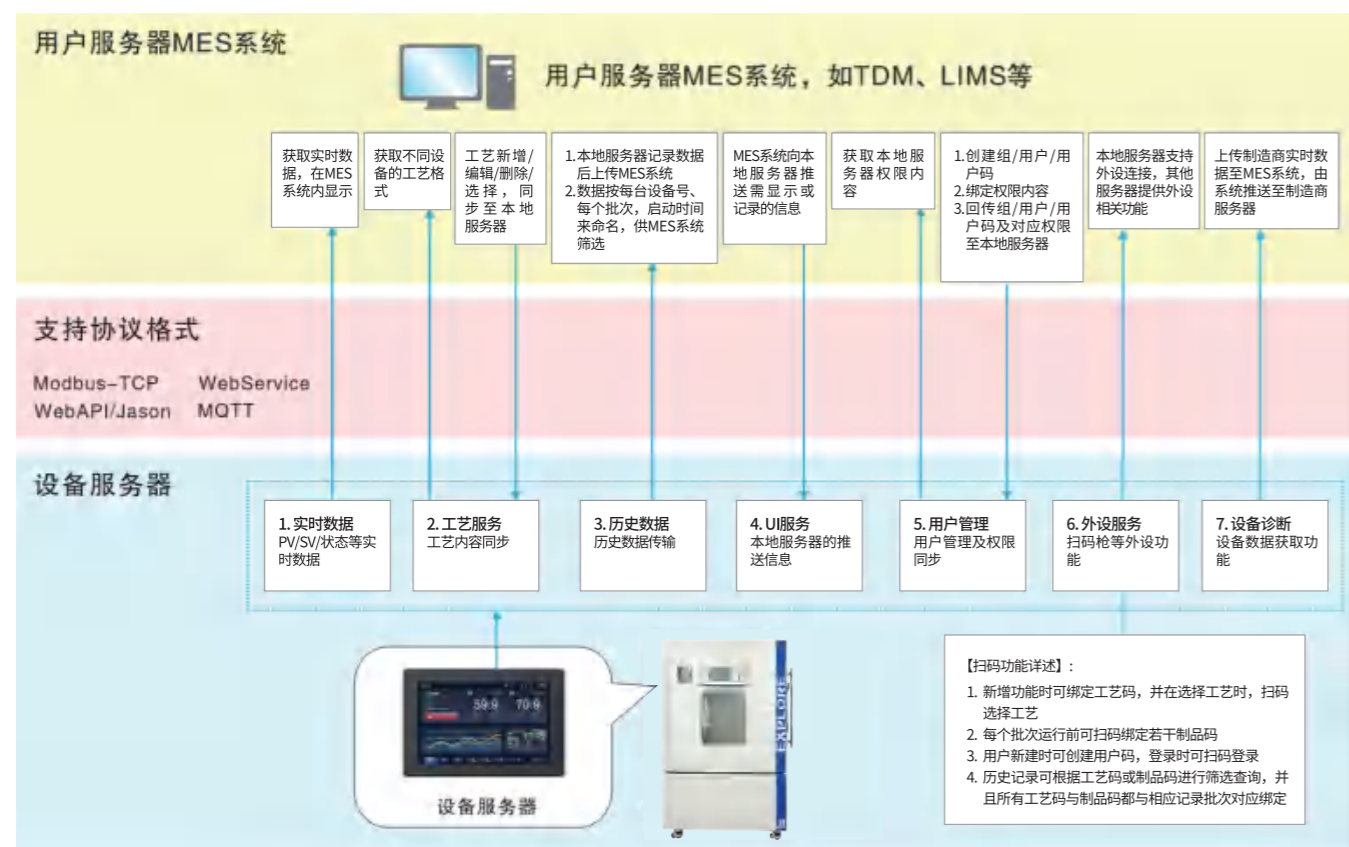 用户服务器MES系统
用户服务器MES系统，如TDM、LIMS等
获取实时数
据，在MES
系统内显示
获取不同设
备的工艺格
式
工艺新增/
编辑/删除/
选择，同
步至本地
服务器
1.本地服务器记录数据
后上传MES系统
2.数据按每台设备号、
每个批次，启动时间
来命名，供MES系统
筛选
MES系统向本
地服务器推
送需显示或
记录的信息
获取本地服
务器权限内
容
1.创建组/用户/用
户码
2.绑定权限内容
3.回传组/用户/用
户码及对应权限
至本地服务器
本地服务器支持
外设连接，其他
服务器提供外设
相关功能
上传制造商实时数
据至MES系统，由
系统推送至制造商
服务器
支持协议格式
Modbus-TCP WebService
WebAPI/Jason MQTT
设备服务器
1. 实时数据
PV/SV/状态等实
时数据
2. 工艺服务
工艺内容同步
3. 历史数据
历史数据传输
4. UI服务
本地服务器的推
送信息
5. 用户管理
用户管理及权限
同步
6. 外设服务
扫码枪等外设功
能
7. 设备诊断
设备数据获取功
能
59.9 70.9
设备服务器
EXPLORE
【扫码功能详述】:
1. 新增功能时可绑定工艺码，并在选择工艺时，扫码
选择工艺
2. 每个批次运行前可扫码绑定若干制品码
3. 用户新建时可创建用户码，登录时可扫码登录
4. 历史记录可根据工艺码或制品码进行筛选查询，并
且所有工艺码与制品码都与相应记录批次对应绑定